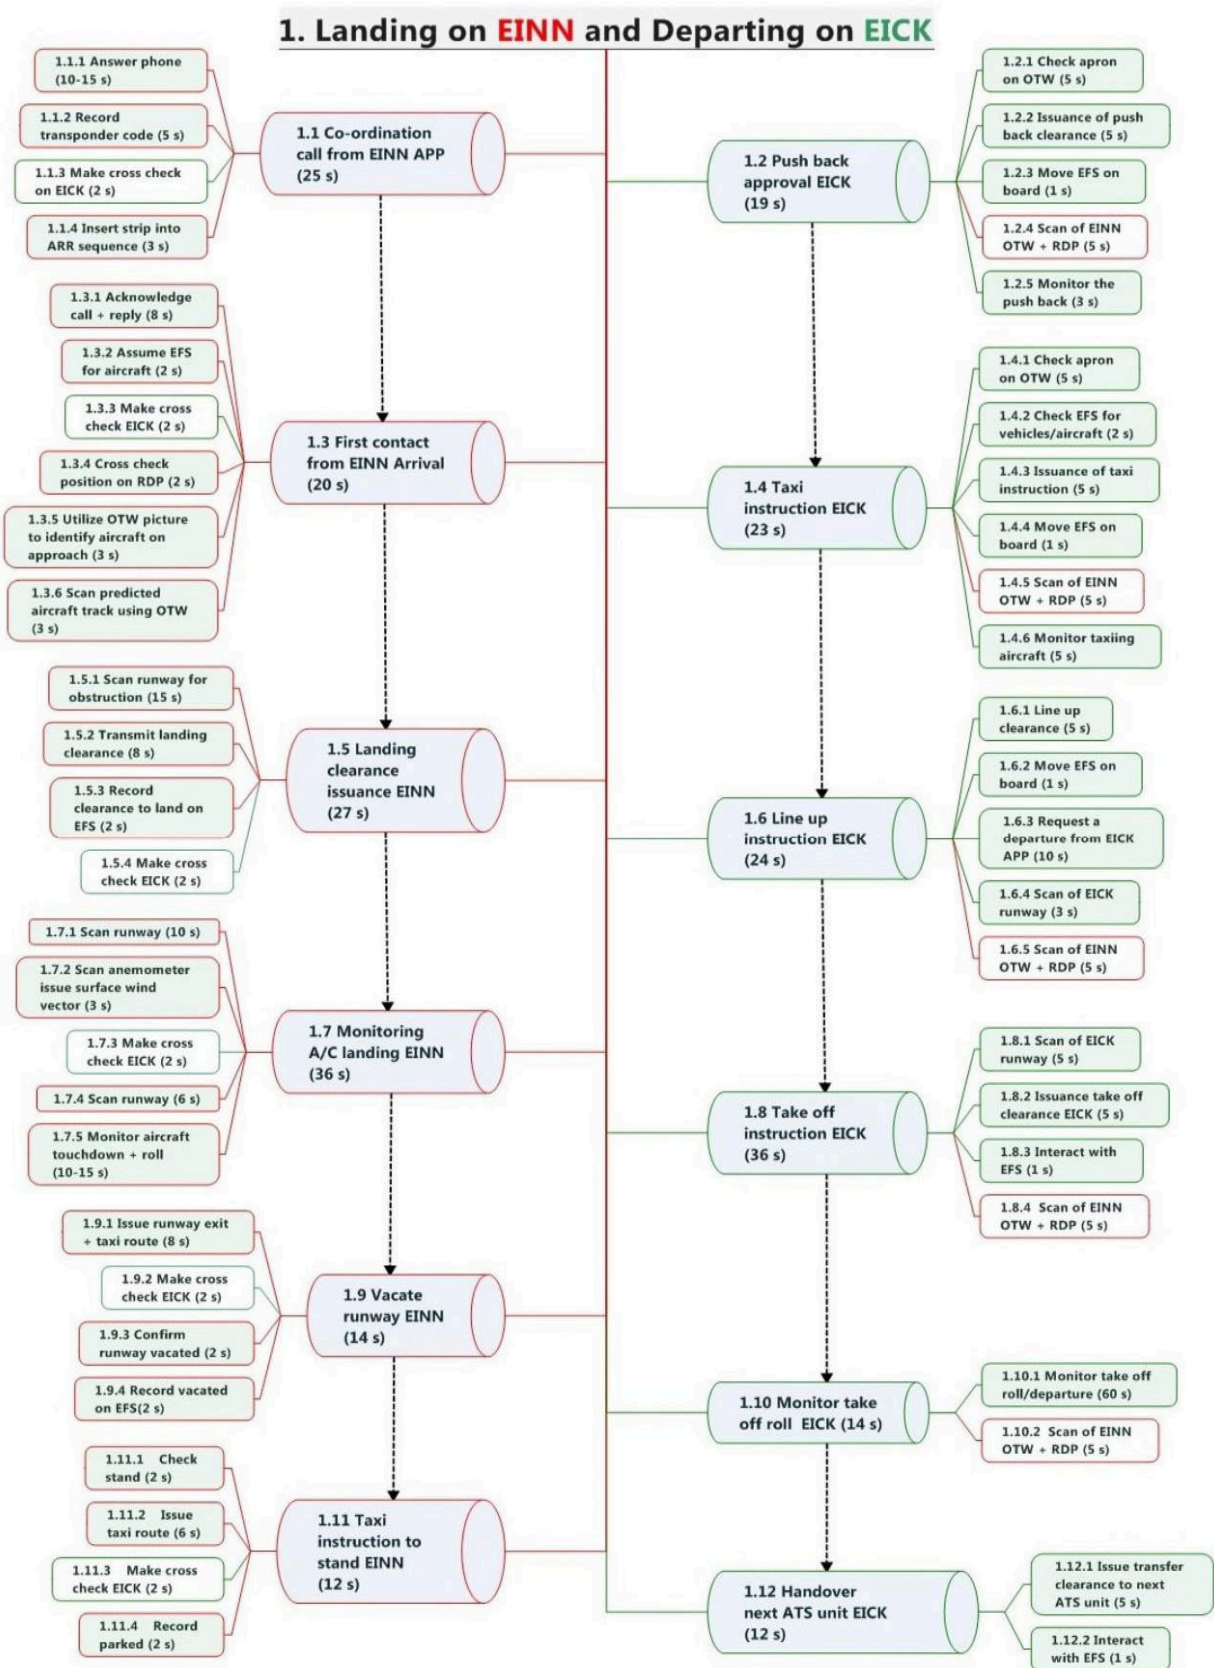 1. Landing on EINN and Departing on EICK
1.1.1 Answer phone
(10-15 s)
1.1.2 Record
transponder code (5 s)
1.1.3 Make cross check
on EICK (2 s)
1.1.4 Insert strip into
ARR sequence (3 s)
1.1 Co-ordination
call from EINN APP
(25 s)
1.2 Push back
approval EICK
(19 s)
1.2.1 Check apron
on OTW (5 s)
1.2.2 Issuance of push
back clearance (5 s)
1.2.3 Move EFS on
board (1 s)
1.2.4 Scan of EINN
OTW + RDP (5 s)
1.2.5 Monitor the
push back (3 s)
1.3.1 Acknowledge
call + reply (8 s)
1.3.2 Assume EFS
for aircraft (2 s)
1.3.3 Make cross
check EICK (2 s)
1.3.4 Cross check
position on RDP (2 s)
1.3.5 Utilize OTW picture
to identify aircraft on
approach (3 s)
1.3.6 Scan predicted
aircraft track using OTW
(3 s)
1.3 First contact
from EINN Arrival
(20 s)
1.4 Taxi
instruction EICK
(23 s)
1.4.1 Check apron
on OTW (5 s)
1.4.2 Check EFS for
vehicles/aircraft (2 s)
1.4.3 Issuance of taxi
instruction (5 s)
1.4.4 Move EFS on
board (1 s)
1.4.5 Scan of EINN
OTW + RDP (5 s)
1.4.6 Monitor taxiing
aircraft (5 s)
1.5.1 Scan runway for
obstruction (15 s)
1.5.2 Transmit landing
clearance (8 s)
1.5.3 Record
clearance to land on
EFS (2 s)
1.5.4 Make cross
check EICK (2 s)
1.5 Landing
clearance
issuance EINN
(27 s)
1.6 Line up
instruction EICK
(24 s)
1.6.1 Line up
clearance (5 s)
1.6.2 Move EFS on
board (1 s)
1.6.3 Request a
departure from EICK
APP (10 s)
1.6.4 Scan of EICK
runway (3 s)
1.6.5 Scan of EINN
OTW + RDP (5 s)
1.7.1 Scan runway (10 s)
1.7.2 Scan anemometer
issue surface wind
vector (3 s)
1.7.3 Make cross
check EICK (2 s)
1.7.4 Scan runway (6 s)
1.7.5 Monitor aircraft
touchdown + roll
(10-15 s)
1.7 Monitoring
A/C landing EINN
(36 s)
1.8 Take off
instruction EICK
(36 s)
1.8.1 Scan of EICK
runway (5 s)
1.8.2 Issuance take off
clearance EICK (5 s)
1.8.3 Interact with
EFS (1 s)
1.8.4 Scan of EINN
OTW + RDP (5 s)
1.9.1 Issue runway exit
+ taxi route (8 s)
1.9.2 Make cross
check EICK (2 s)
1.9.3 Confirm
runway vacated (2 s)
1.9.4 Record vacated
on EFS(2 s)
1.9 Vacate
runway EINN
(14 s)
1.10 Monitor take
off roll EICK (14 s)
1.10.1 Monitor take off
roll/departure (60 s)
1.10.2 Scan of EINN
OTW + RDP (5 s)
1.11.1 Check
stand (2 s)
1.11.2 Issue
taxi route (6 s)
1.11.3 Make cross
check EICK (2 s)
1.11.4 Record
parked (2 s)
1.11 Taxi
instruction to
stand EINN
(12 s)
1.12 Handover
next ATS unit EICK
(12 s)
1.12.1 Issue transfer
clearance to next
ATS unit (5 s)
1.12.2 Interact
with EFS (1 s)